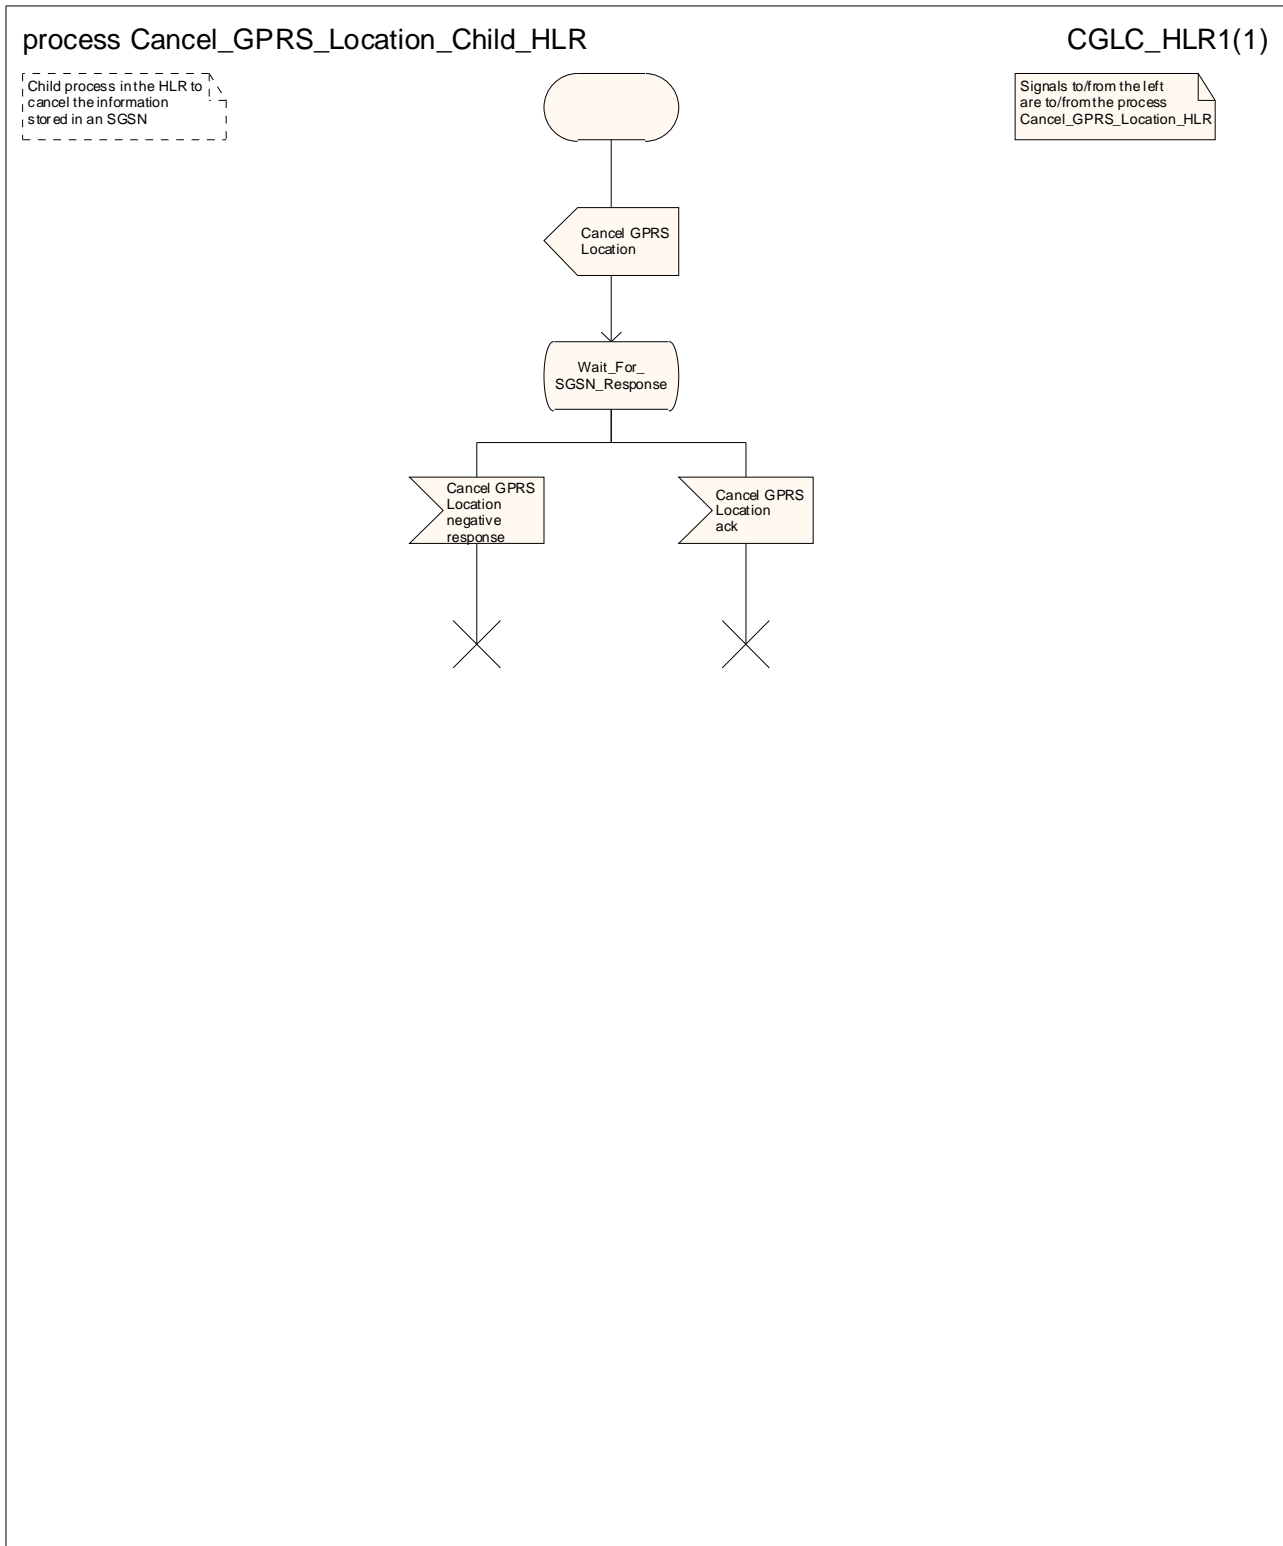 process Cancel_GPRS_Location_Child_HLR
CGLC_HLR1(1)
Child process in the HLR to
cancel the information
stored in an SGSN
Signals to/from the left
are to/from the process
Cancel_GPRS_Location_HLR
Cancel GPRS
Location
Wait_For_
SGSN_Response
Cancel GPRS
Location
negative
response
Cancel GPRS
Location
ack